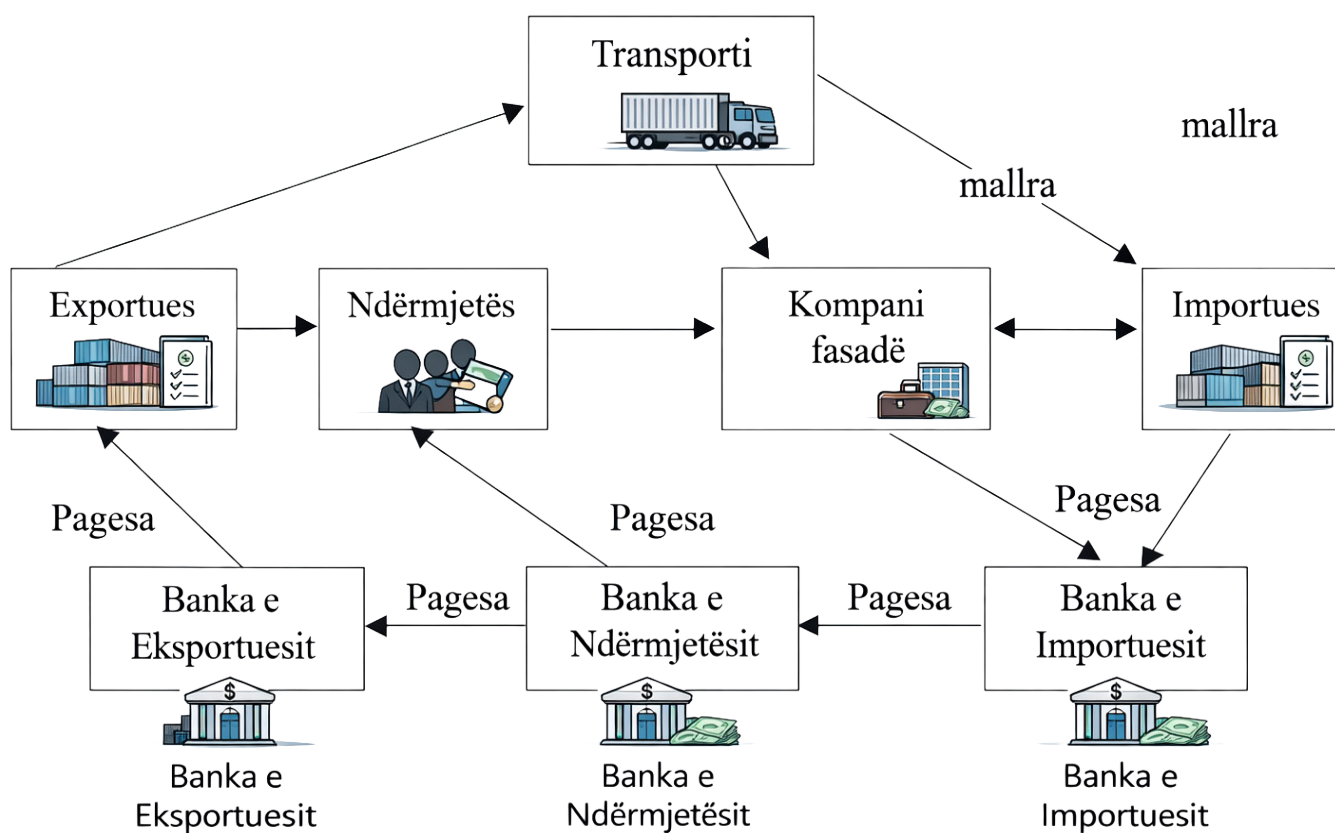 Transporti
mallra
mallra
Exportues
Ndërmjetës
Kompani
fasadë
Importues
Pagesa
Pagesa
Pagesa
Banka e
Eksportuesit
Pagesa
Banka e
Ndërmjetësit
Pagesa
Banka e
Importuesit
$
$
$
Banka e
Eksportuesit
Banka e
Ndërmjetësit
Banka e
Importuesit